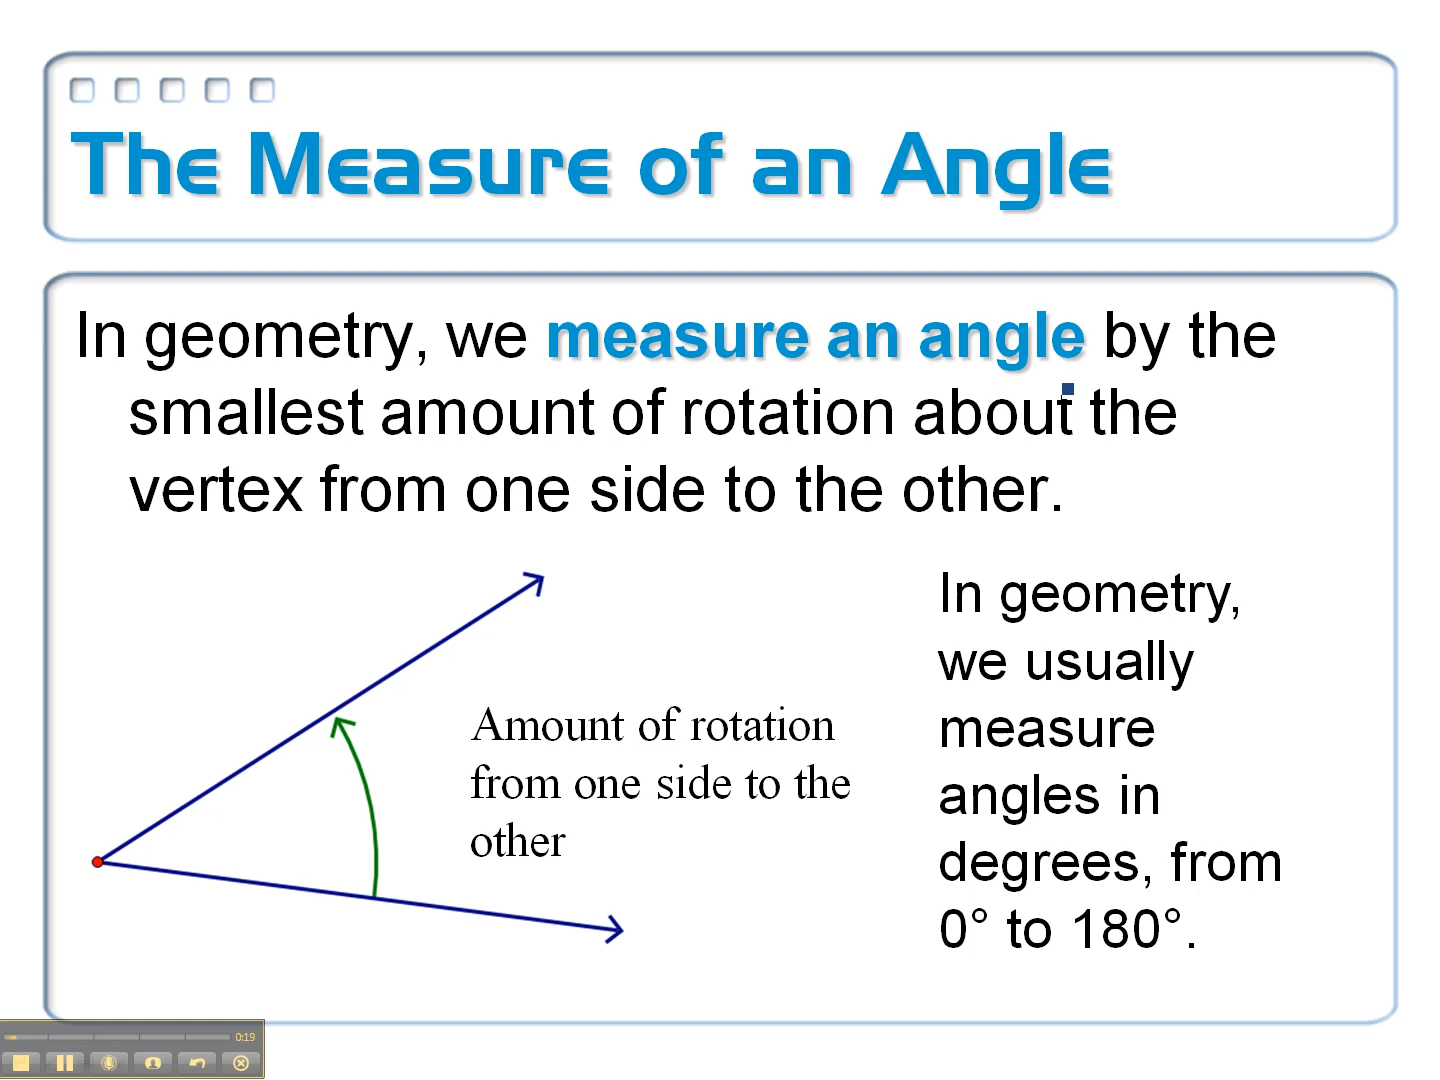 The Measure of an Angle
In geometry, we measure an angle by the
smallest amount of rotation about the
vertex from one side to the other.
Amount of rotation
from one side to the
other
In geometry,
we usually
measure
angles in
degrees, from
0° to 180°.
0:19